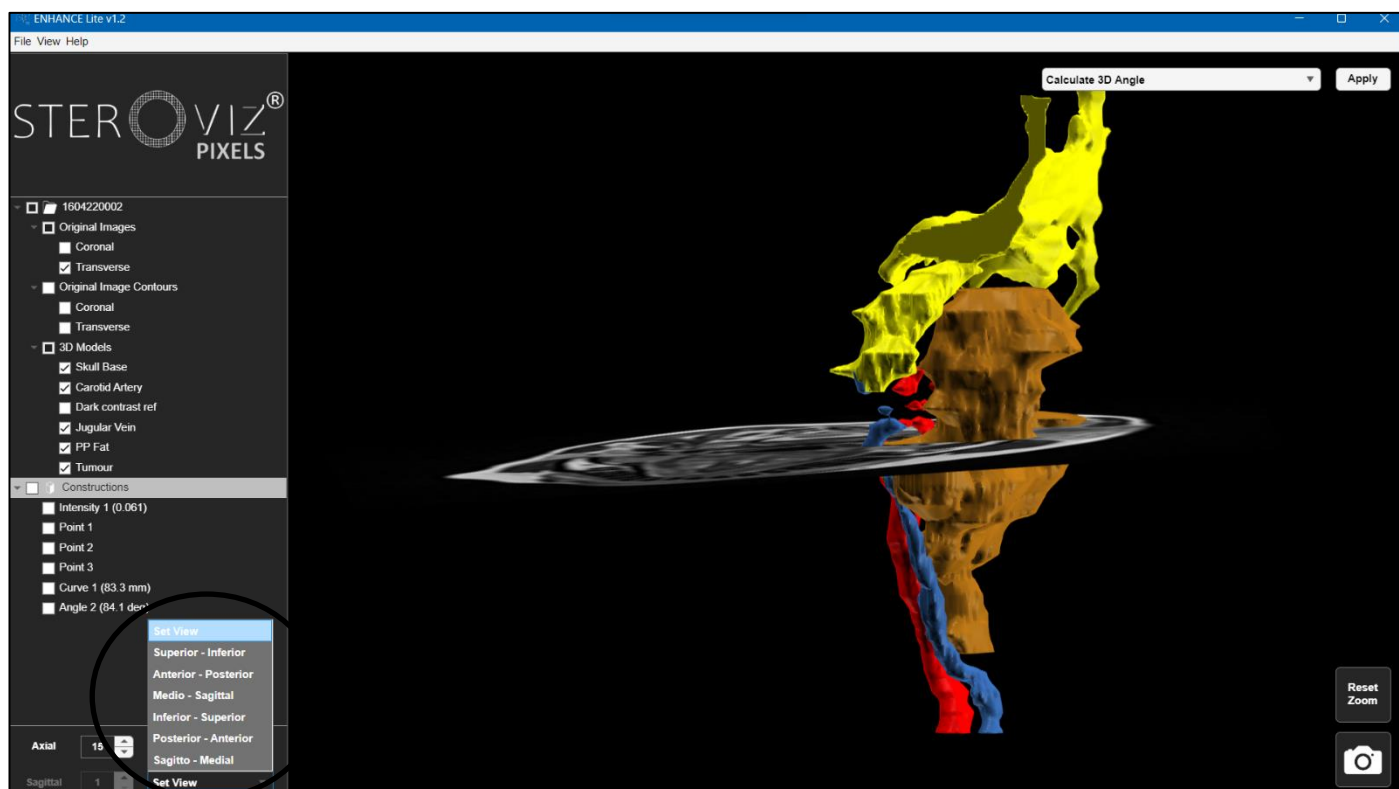 ENHANCE Lite v1.2
File View Help
STEROVIZ®
PIXELS
Calculate 3D Angle
Apply
1604220002
Original Images
Coronal
Transverse
Original Image Contours
Coronal
Transverse
3D Models
Skull Base
Carotid Artery
Dark contrast ref
Jugular Vein
PP Fat
Tumour
Constructions
Intensity 1 (0.061)
Point 1
Point 2
Point 3
Curve 1 (83.3 mm)
Angle 2 (84.1 deg)
Set View
Superior - Inferior
Anterior - Posterior
Medio - Sagittal
Inferior - Superior
Posterior - Anterior
Sagitto - Medial
Axial 15
Sagittal 1 Set View
Reset
Zoom